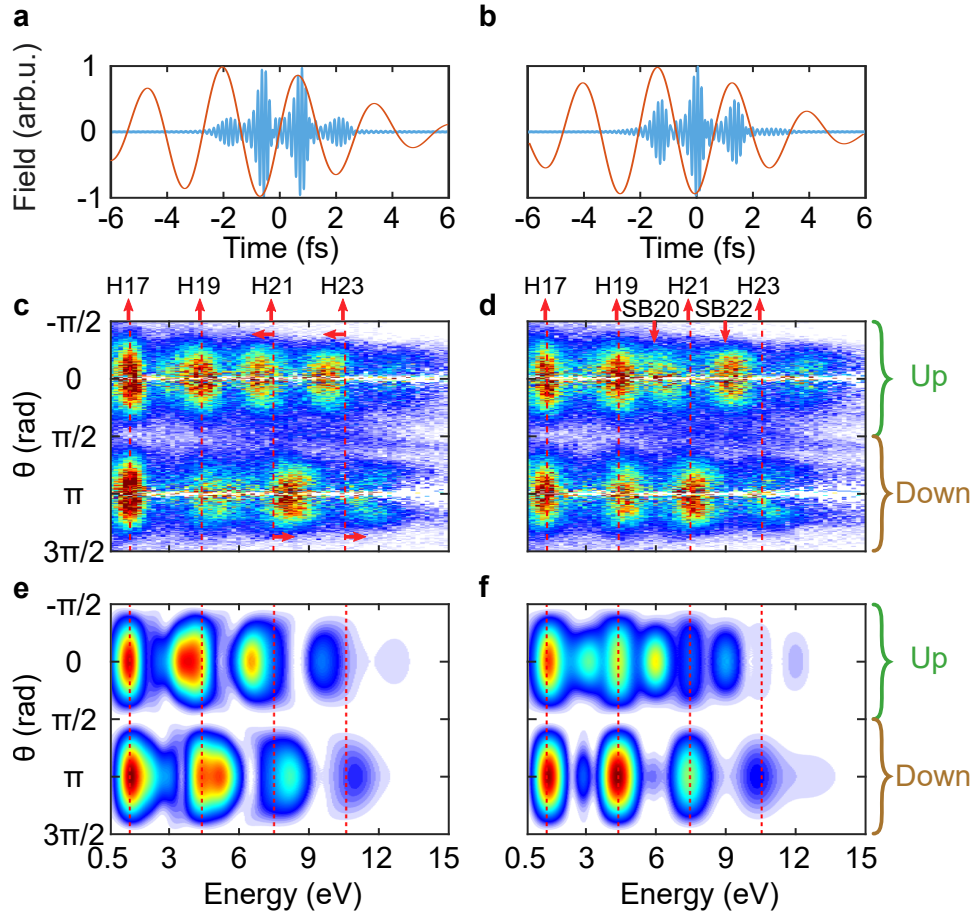 a
b
Field (arb.u.)
1
0
-1
-6 -4 -2 0 2 4 6
-6 -4 -2 0 2 4 6
Time (fs)
Time (fs)
c
H17 H19 H21 H23
d
H17 H19 H21 H23
SB20 SB22
-π/2
0
π/2
π
3π/2
θ (rad)
Up
Down
e
f
-π/2
0
π/2
π
3π/2
θ (rad)
Up
Down
0.5 3 6 9 12 15
0.5 3 6 9 12 15
Energy (eV)
Energy (eV)